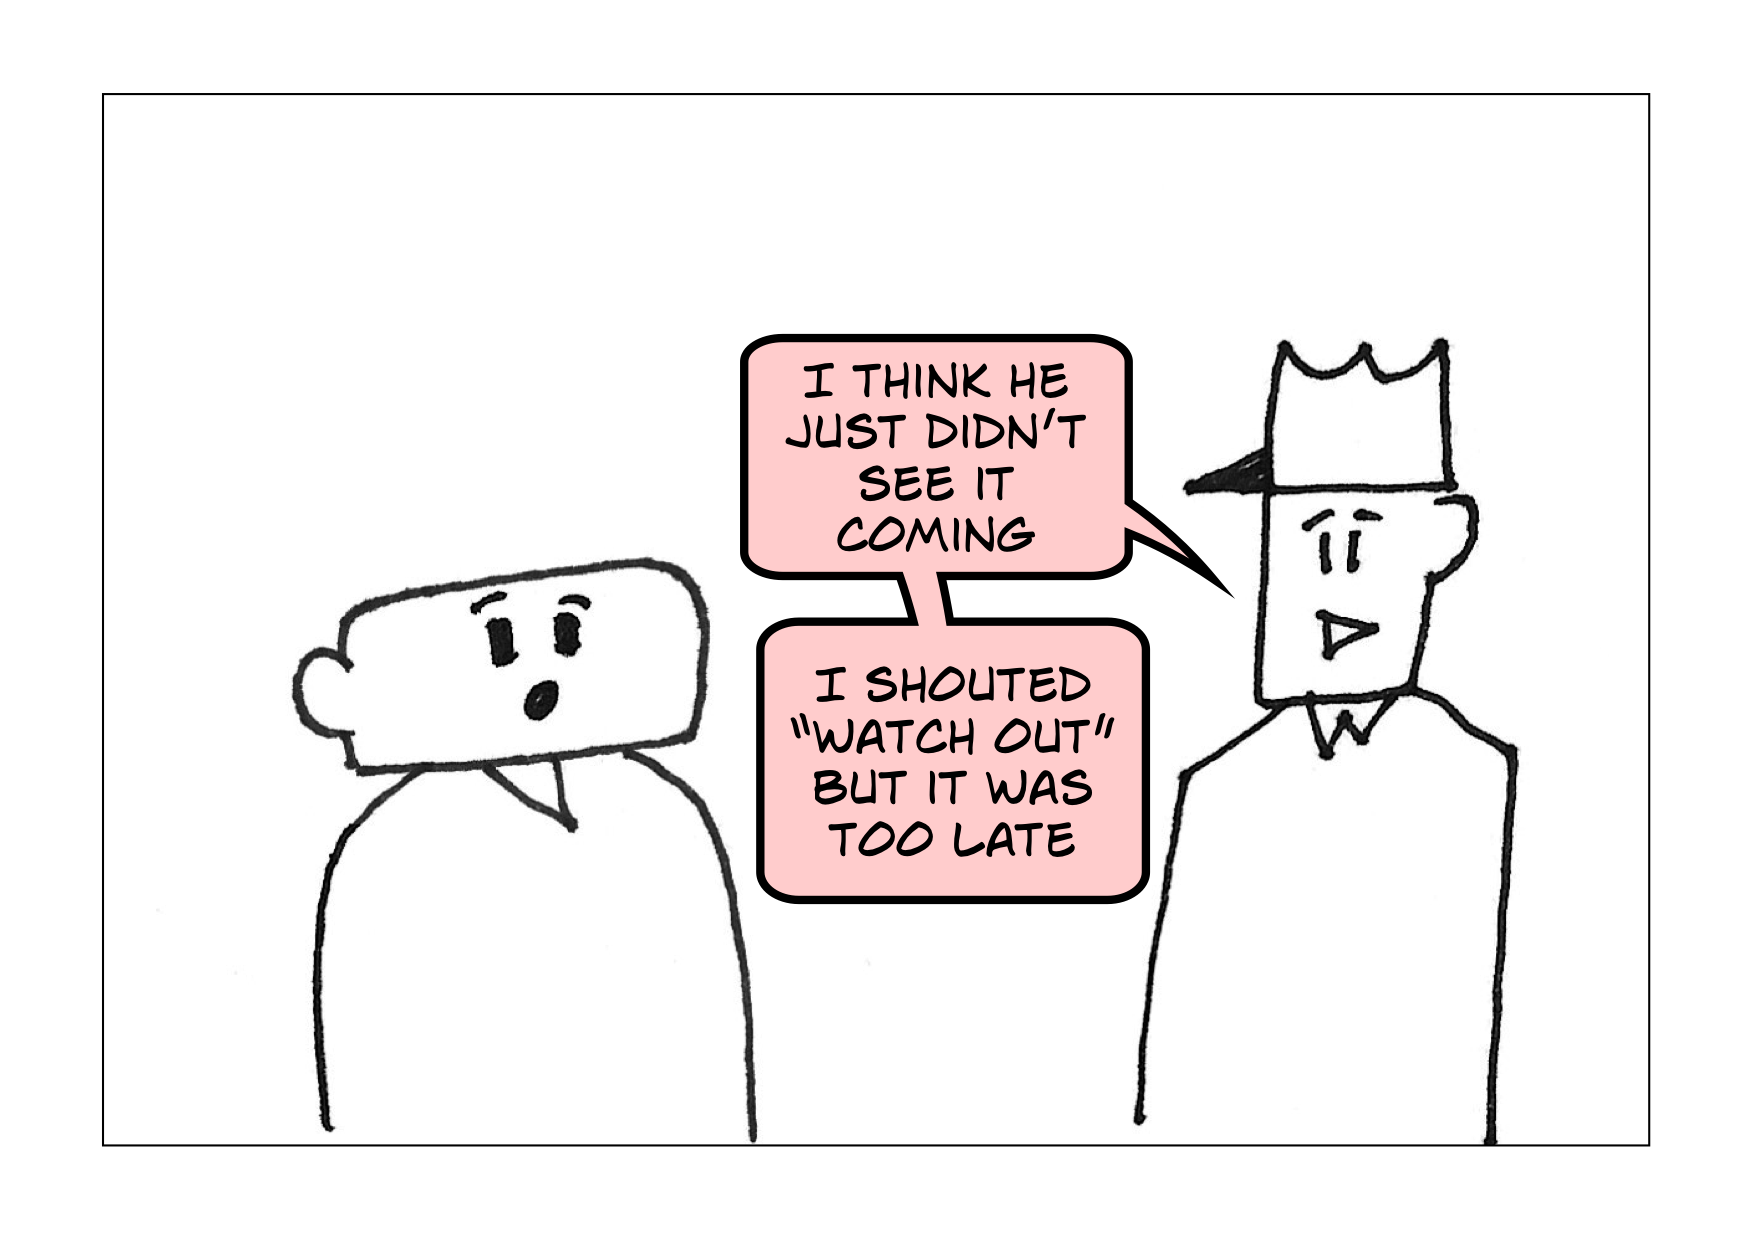 I THINK HE
JUST DIDN'T
SEE IT
COMING
I SHOUTED
"WATCH OUT"
BUT IT WAS
TOO LATE